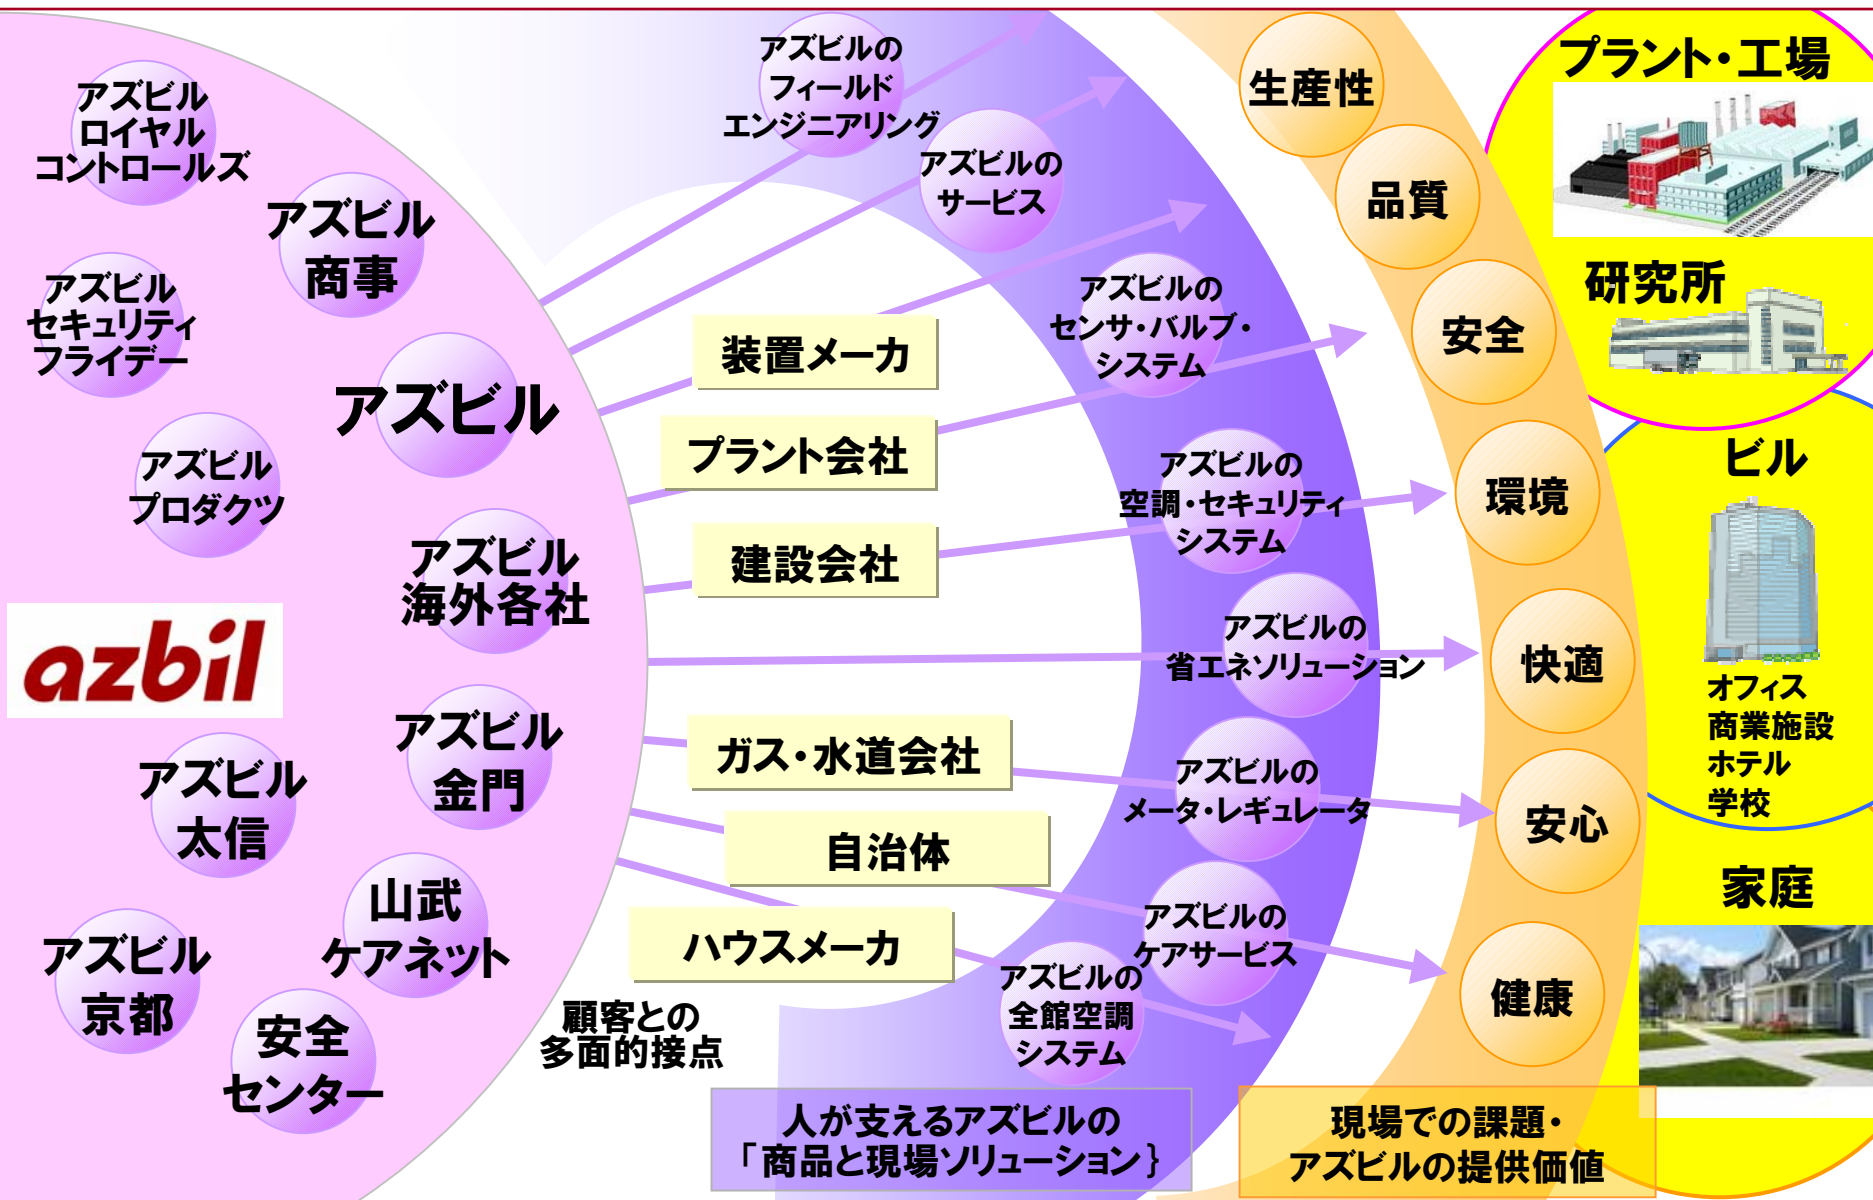 アズビル
ロイヤル
コントロールズ
アズビル
商事
アズビル
セキュリティ
フライデー
アズビル
アズビル
プロダクツ
アズビル
海外各社
azbil
アズビル
金門
アズビル
太信
山武
ケアネット
アズビル
京都
安全
センター
装置メーカ
プラント会社
建設会社
ガス・水道会社
自治体
ハウスメーカ
顧客との
多面的接点
アズビルの
フィールド
エンジニアリング
アズビルの
サービス
アズビルの
センサ・バルブ・
システム
アズビルの
空調・セキュリティ
システム
アズビルの
省エネソリューション
アズビルの
メータ・レギュレータ
アズビルの
ケアサービス
アズビルの
全館空調
システム
人が支えるアズビルの
「商品と現場ソリューション}
生産性
品質
安全
環境
快適
安心
健康
現場での課題・
アズビルの提供価値
プラント・工場
研究所
ビル
オフィス
商業施設
ホテル
学校
家庭